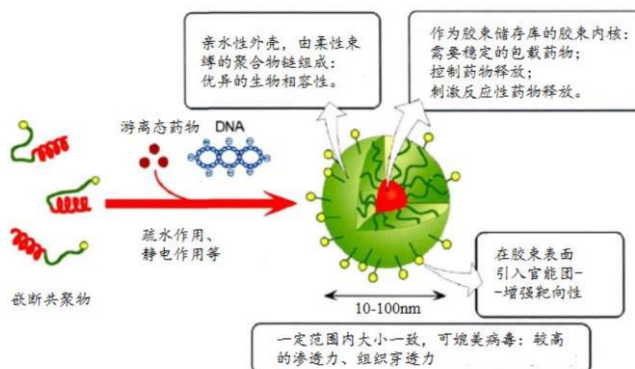 亲水性外壳，由柔性束
缚的聚合物链组成：
优异的生物相容性。
作为胶束储存库的胶束内核：
需要稳定的包载药物；
控制药物释放；
刺激反应性药物释放。
游离态药物 DNA
疏水作用、
静电作用等
嵌断共聚物
在胶束表面
引入官能团-
-增强靶向性
10-100nm
一定范围内大小一致，可媲美病毒：较高
的渗透力、组织穿透力